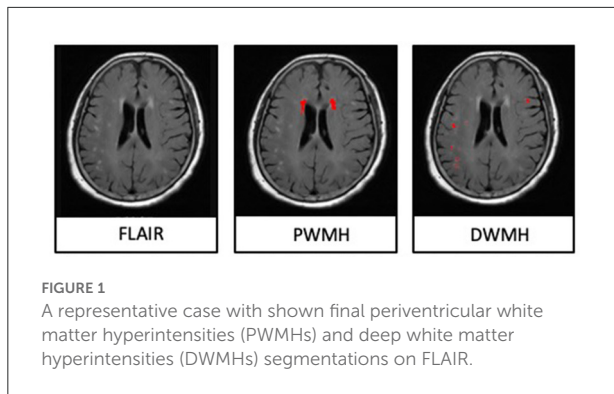 FLAIR
PWMH
DWMH
FIGURE 1
A representative case with shown final periventricular white
matter hyperintensities (PWMHs) and deep white matter
hyperintensities (DWMHs) segmentations on FLAIR.